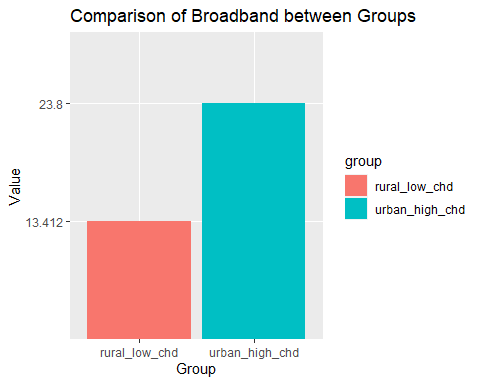 Comparison of Broadband between Groups
23.8
13.412
Value
rural_low_chd
urban_high_chd
Group
group
rural_low_chd
urban_high_chd